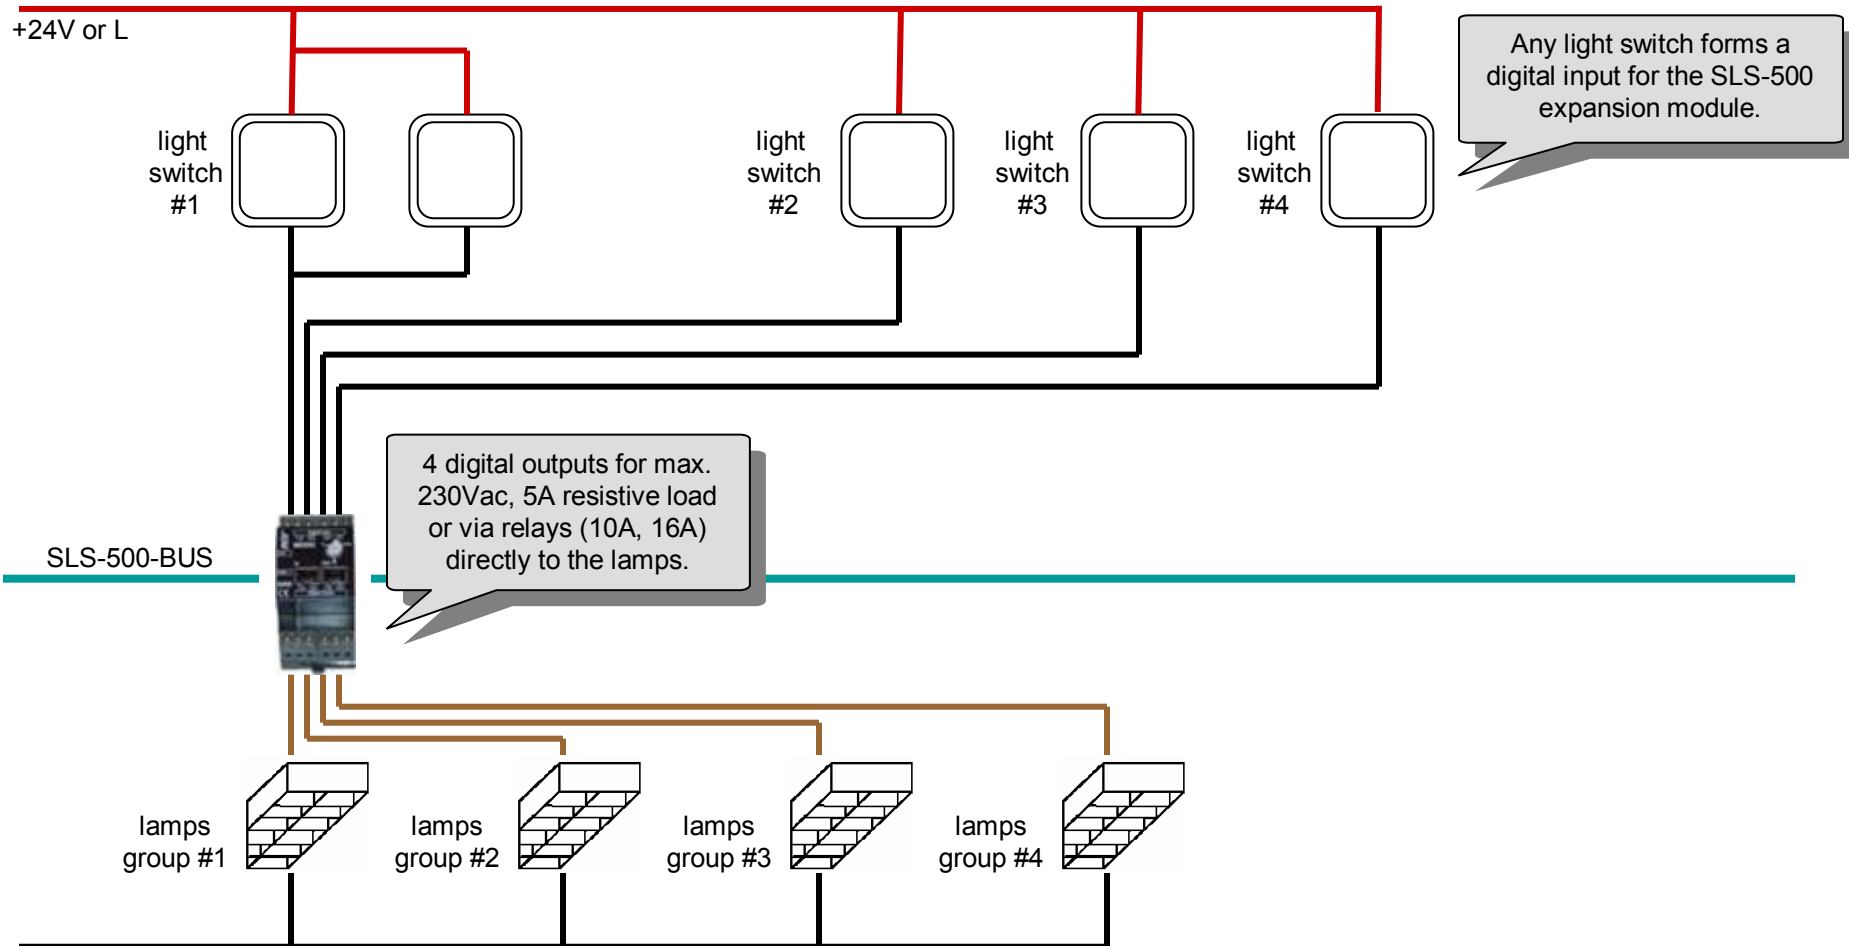 +24V or L
Any light switch forms a
digital input for the SLS-500
expansion module.
light
switch
#1
light
switch
#2
light
switch
#3
light
switch
#4
4 digital outputs for max.
230Vac, 5A resistive load
or via relays (10A, 16A)
directly to the lamps.
SLS-500-BUS
lamps
group #1
lamps
group #2
lamps
group #3
lamps
group #4